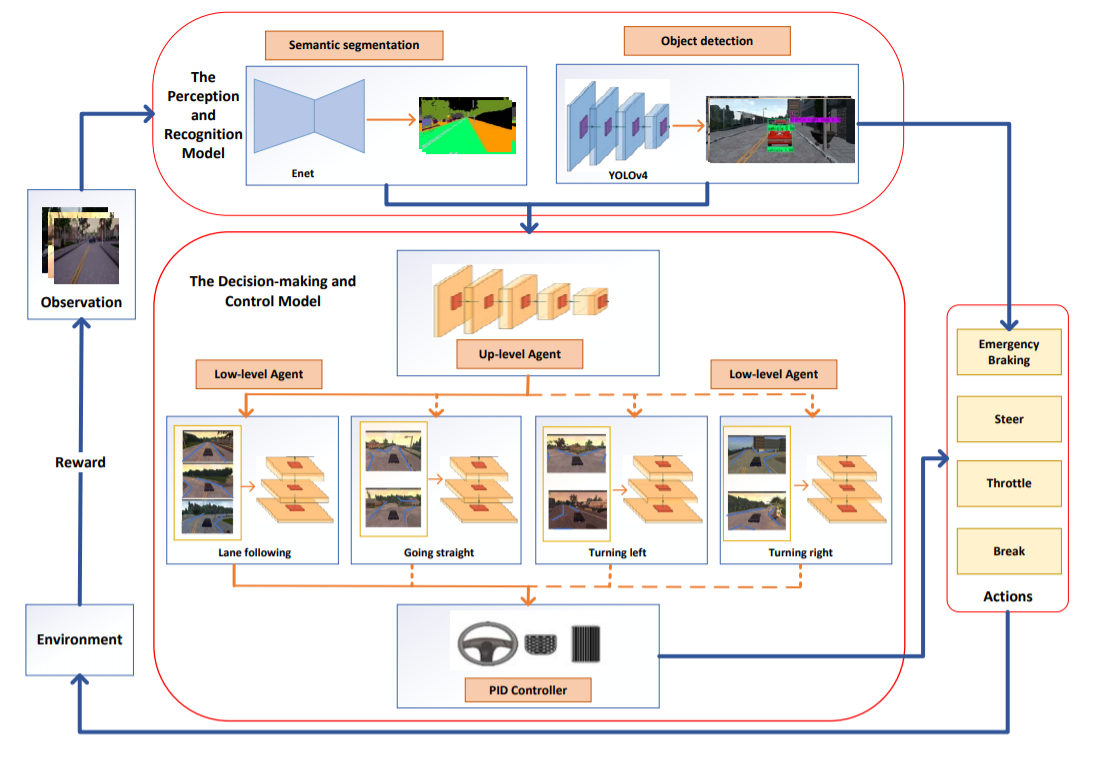 Semantic segmentation
Object detection
The
Perception
and
Recognition
Model
Enet
YOLOv4
Observation
The Decision-making and
Control Model
Up-level Agent
Low-level Agent
Low-level Agent
Lane following
Going straight
Turning left
Turning right
PID Controller
Reward
Environment
Emergency
Braking
Steer
Throttle
Break
Actions